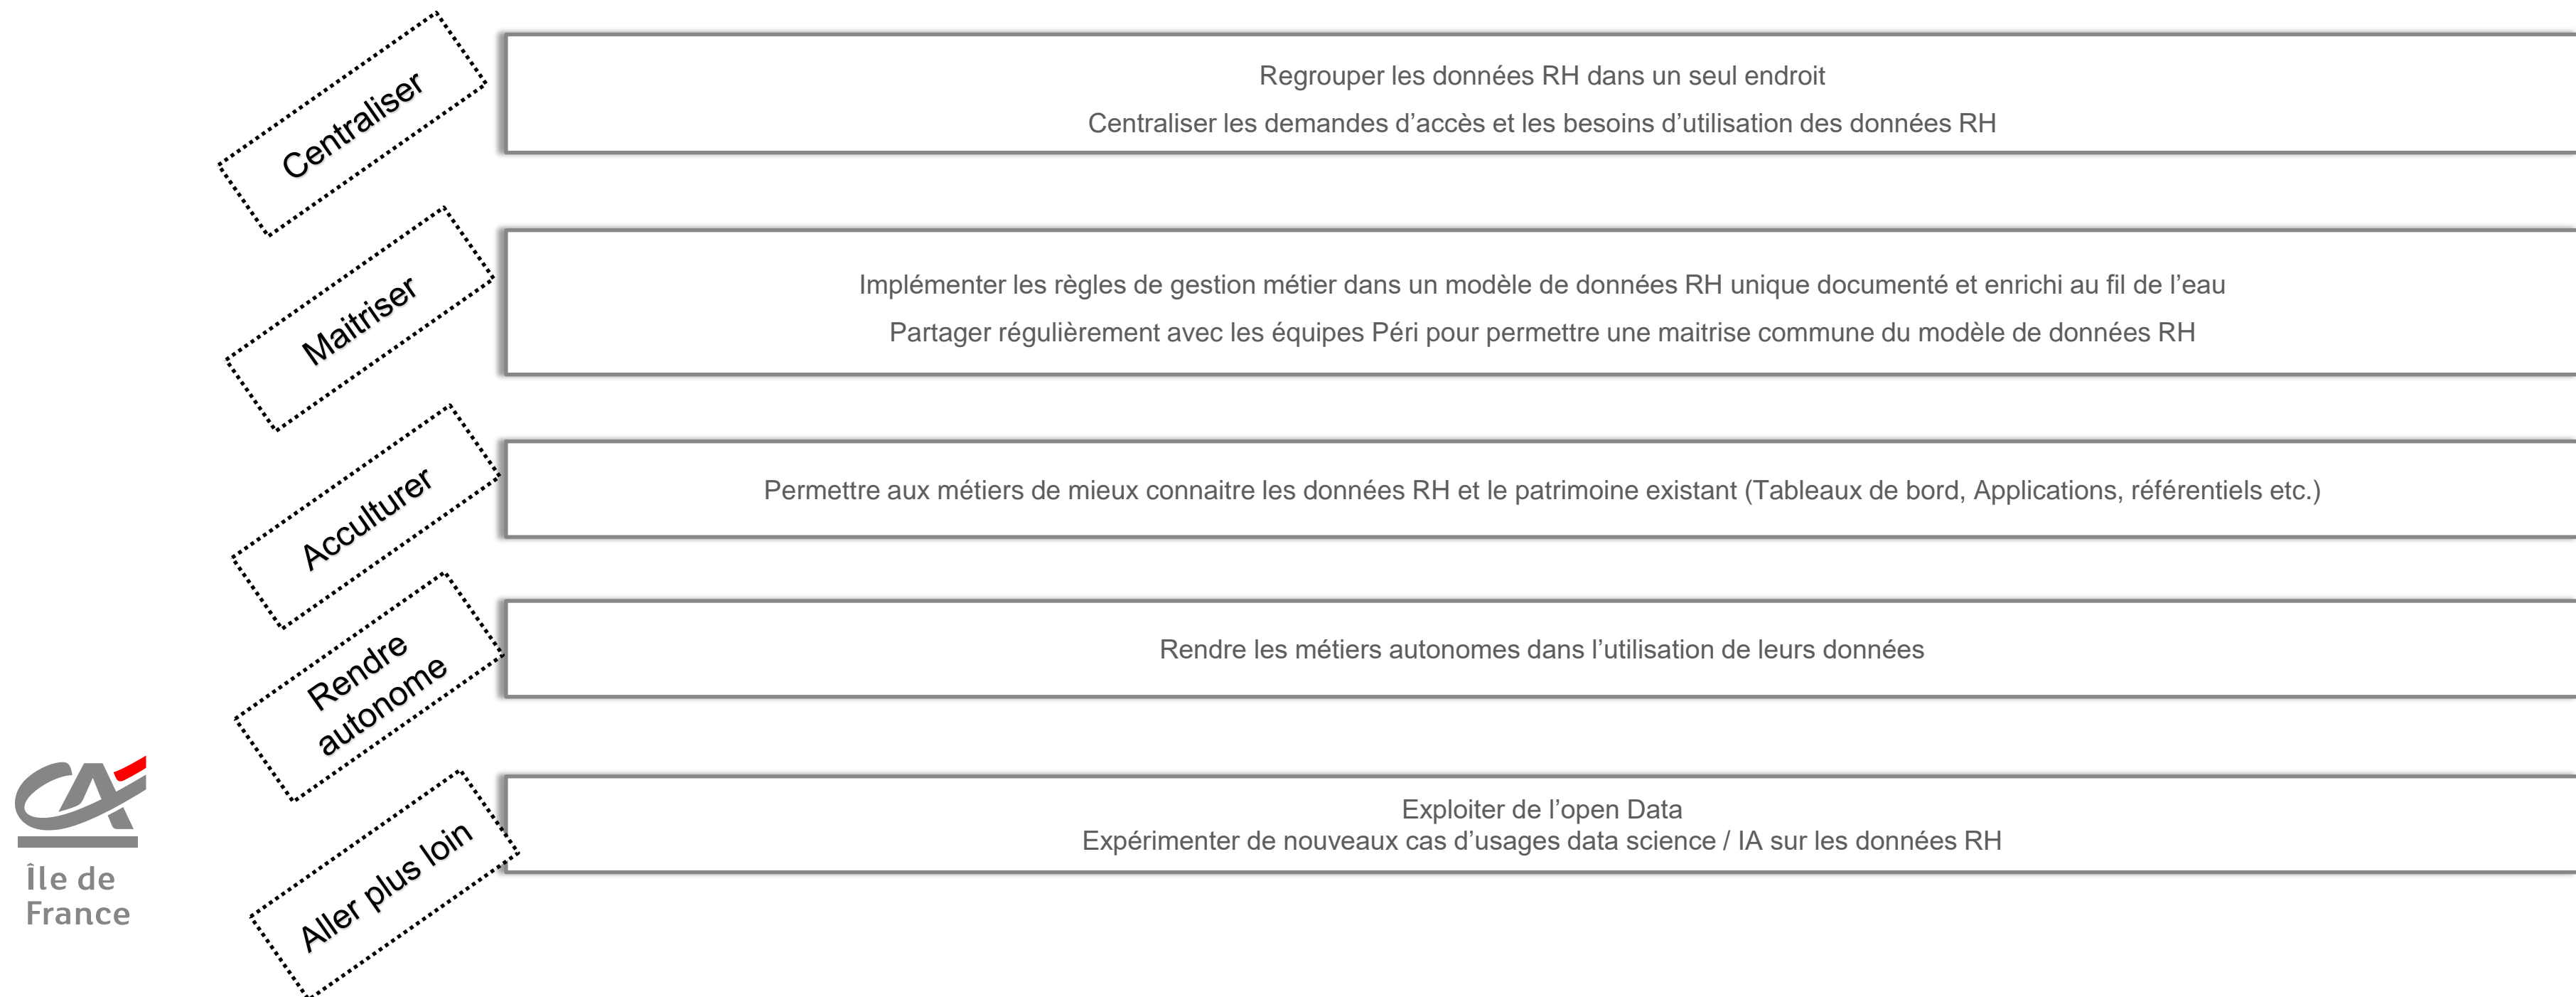 Centraliser
Regrouper les données RH dans un seul endroit
Centraliser les demandes d’accès et les besoins d’utilisation des données RH
Maitriser
Implémenter les règles de gestion métier dans un modèle de données RH unique documenté et enrichi au fil de l’eau
Partager régulièrement avec les équipes Péri pour permettre une maitrise commune du modèle de données RH
Acculturer
Permettre aux métiers de mieux connaitre les données RH et le patrimoine existant (Tableaux de bord, Applications, référentiels etc.)
Rendre
autonome
Rendre les métiers autonomes dans l’utilisation de leurs données
Aller plus loin
Exploiter de l’open Data
Expérimenter de nouveaux cas d’usages data science / IA sur les données RH
CA
Île de
France